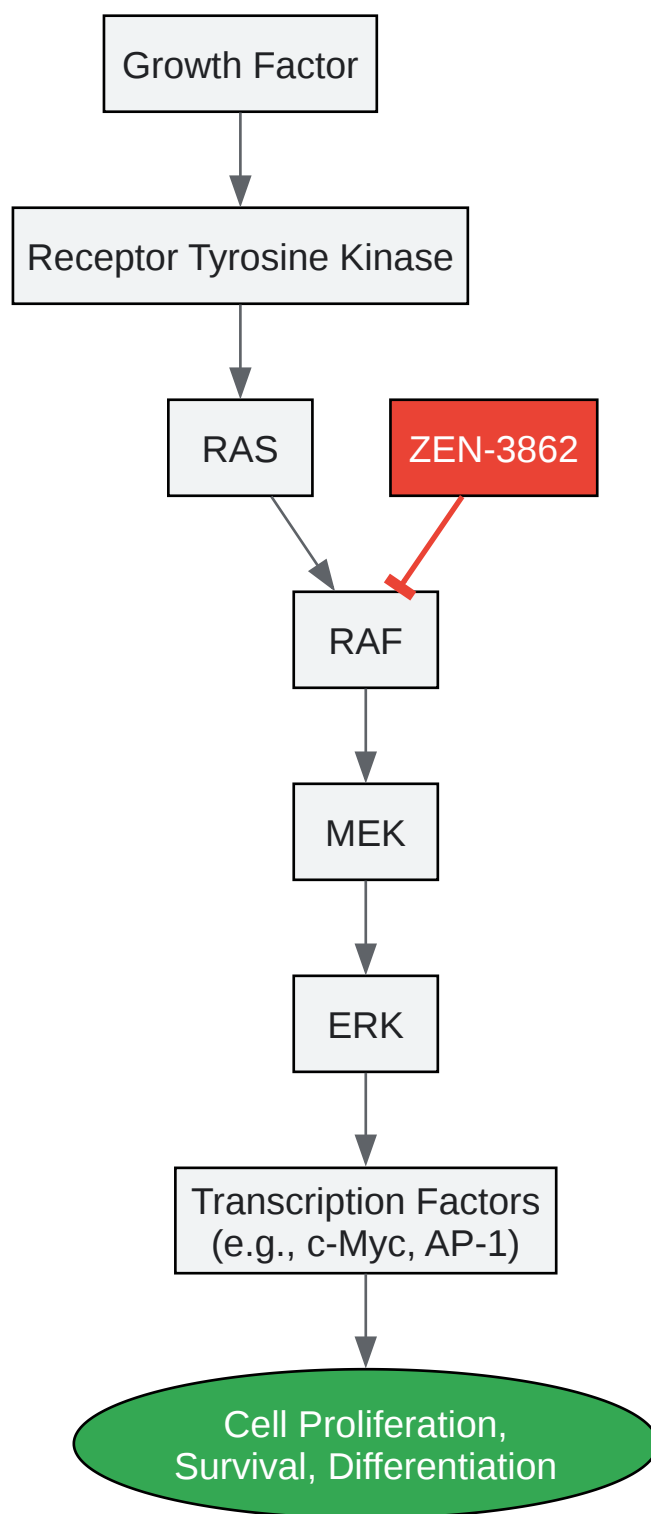 Growth Factor
Receptor Tyrosine Kinase
RAS
ZEN-3862
RAF
MEK
ERK
Transcription Factors
(e.g., c-Myc, AP-1)
Cell Proliferation,
Survival, Differentiation